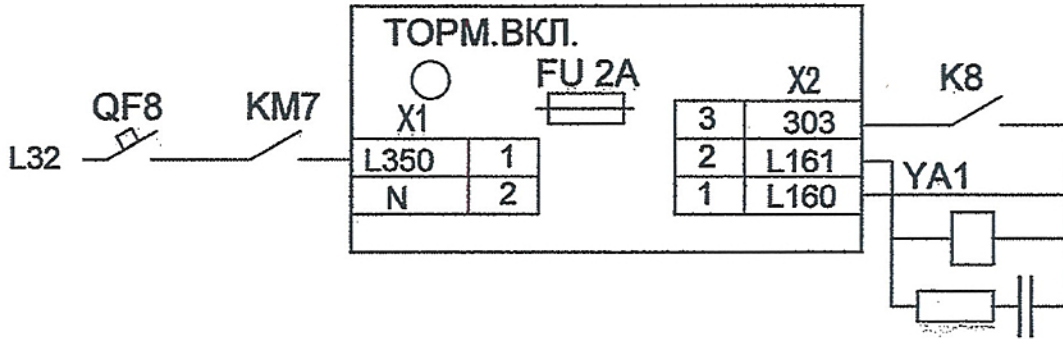 ТОРМ.ВКЛ.
FU 2A
QF8
KM7
X1
X2
K8
L32
L350 1
N 2
3 303
2 L161
1 L160
YA1